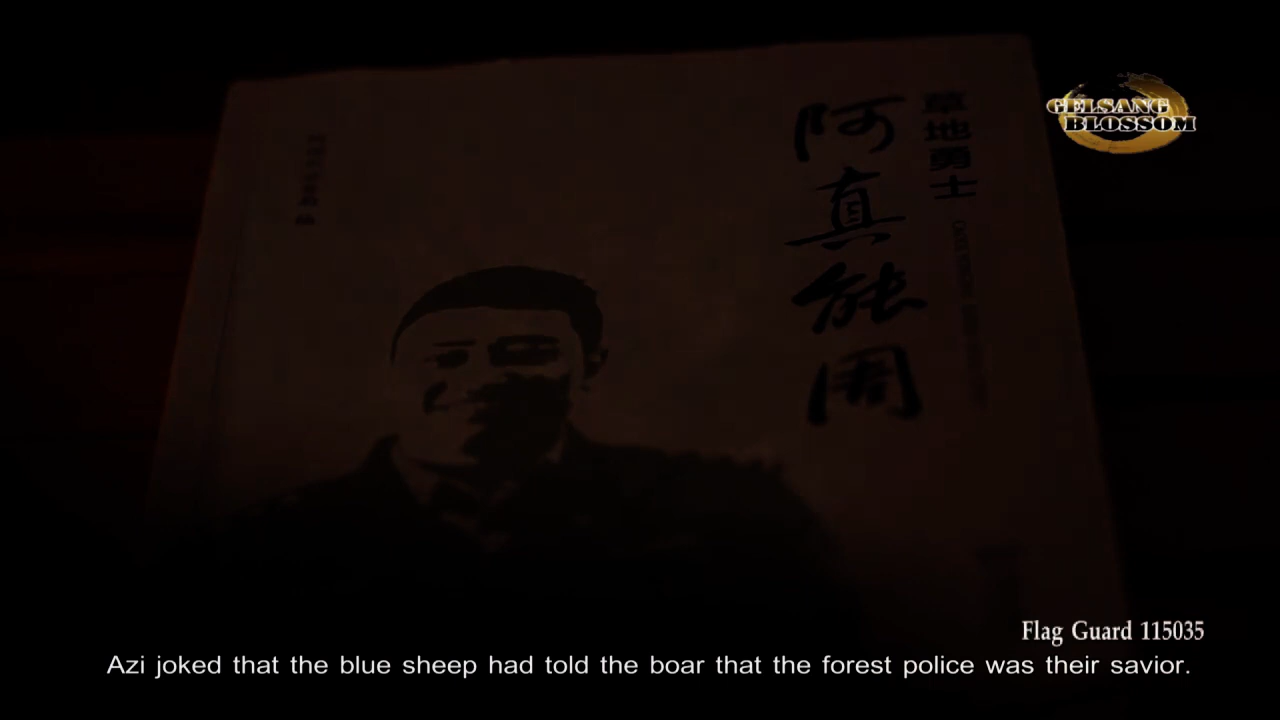 GELSANG
BLOSSOM
草地勇士
阿真能周
Flag Guard 115035
Azi joked that the blue sheep had told the boar that the forest police was their savior.